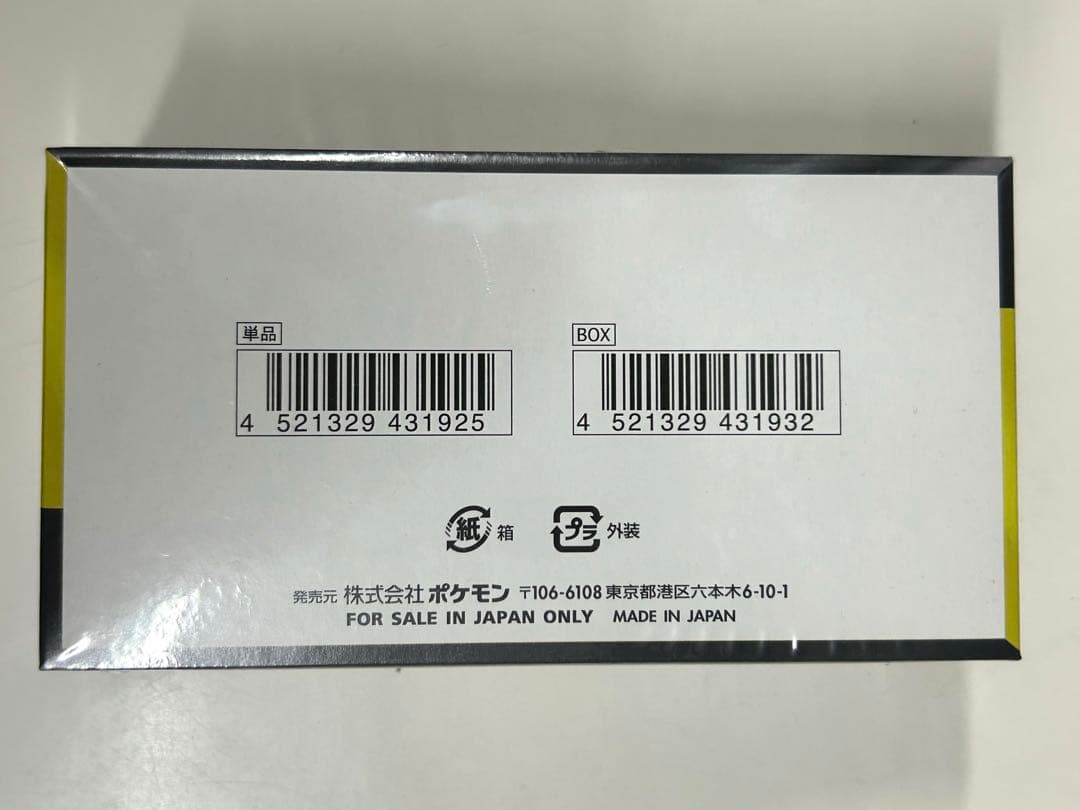 単品
4 521329 431925
BOX
4 521329 431932
紙 箱
プラ 外装
発売元 株式会社 ポケモン 〒106-6108 東京都港区六本木6-10-1
FOR SALE IN JAPAN ONLY MADE IN JAPAN